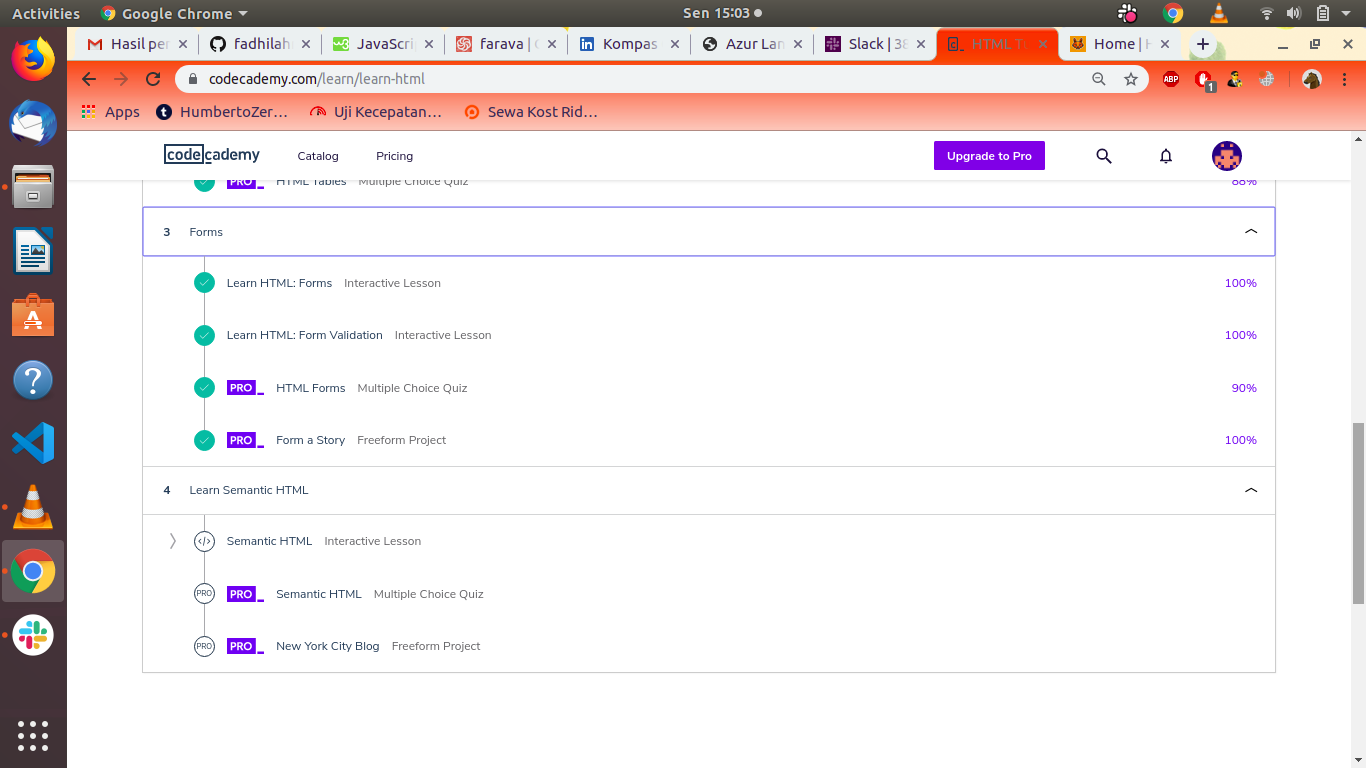 Activities Google Chrome Sen 15:03
Hasil per fadhilah JavaScri farava | Kompas Azur Lan Slack | 38 HTML T Home | H
codecademy.com/learn/learn-html ABP 1
Apps HumbertoZer... Uji Kecepatan... Sewa Kost Rid...
codecademy Catalog Pricing Upgrade to Pro
PRO HTML Tables Multiple Choice Quiz 88%
3 Forms
Learn HTML: Forms Interactive Lesson 100%
Learn HTML: Form Validation Interactive Lesson 100%
PRO HTML Forms Multiple Choice Quiz 90%
PRO Form a Story Freeform Project 100%
4 Learn Semantic HTML
</> Semantic HTML Interactive Lesson
PRO PRO Semantic HTML Multiple Choice Quiz
PRO PRO New York City Blog Freeform Project